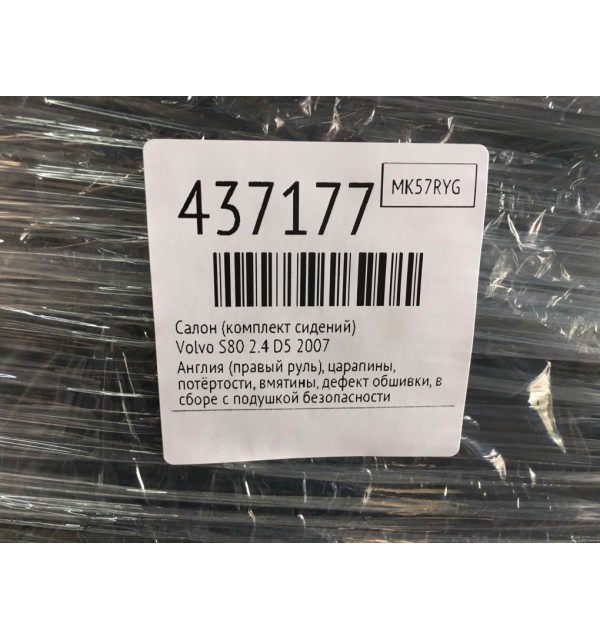 437177
MK57RYG
Салон (комплект сидений)
Volvo S80 2.4 D5 2007
Англия (правый руль), царапины,
потёртости, вмятины, дефект обшивки, в
сборе с подушкой безопасности